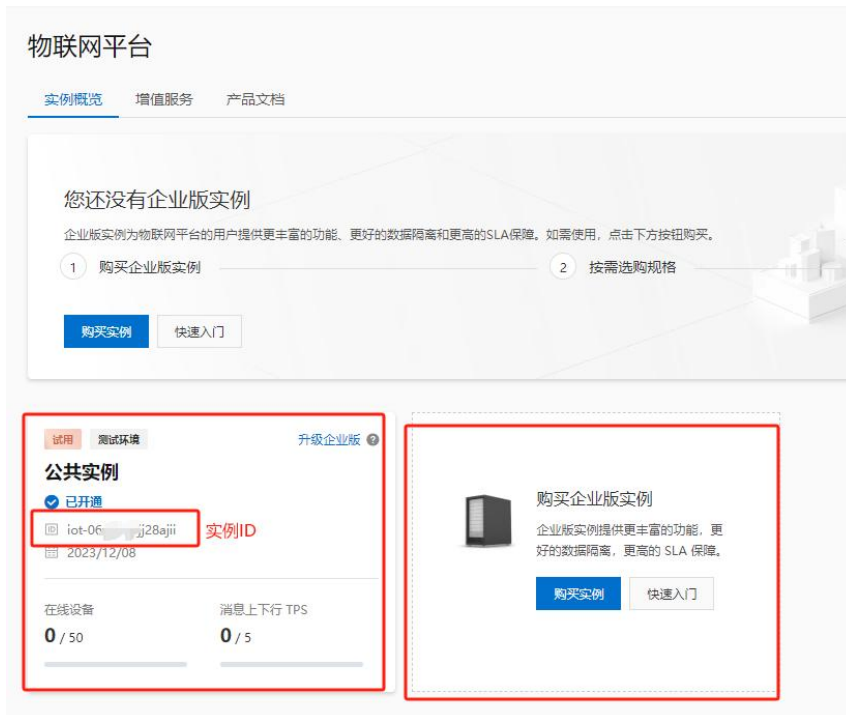 物联网平台
实例概览 增值服务 产品文档
您还没有企业版实例
企业版实例为物联网平台的用户提供更丰富的功能、更好的数据隔离和更高的SLA保障。如需使用，点击下方按钮购买。
1 购买企业版实例 2 按需选购规格
购买实例 快速入门
试用 测试环境 升级企业版 ?
公共实例
已开通
ID iot-06 jj28ajii 实例ID
2023/12/08
在线设备 消息上下行 TPS
0 / 50 0 / 5
购买企业版实例
企业版实例提供更丰富的功能，更
好的数据隔离，更高的 SLA 保障。
购买实例 快速入门